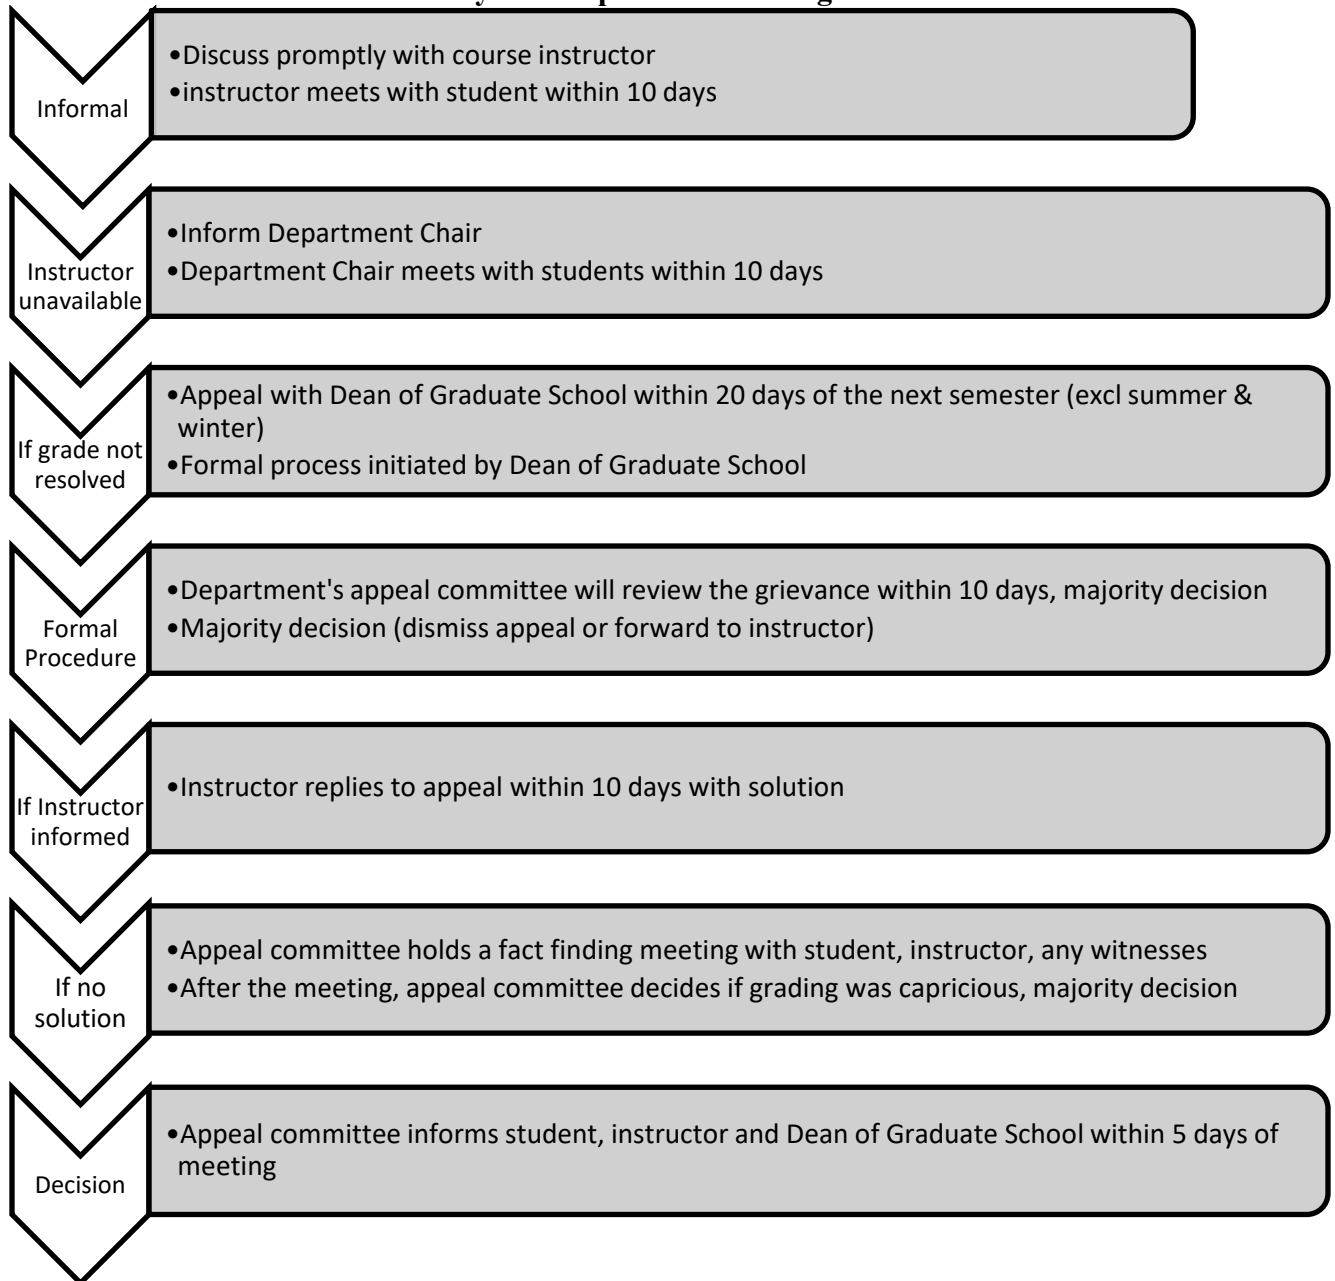 Informal
•Discuss promptly with course instructor
•instructor meets with student within 10 days
Instructor
unavailable
•Inform Department Chair
•Department Chair meets with students within 10 days
If grade not
resolved
•Appeal with Dean of Graduate School within 20 days of the next semester (excl summer &
winter)
•Formal process initiated by Dean of Graduate School
Formal
Procedure
•Department's appeal committee will review the grievance within 10 days, majority decision
•Majority decision (dismiss appeal or forward to instructor)
If Instructor
informed
•Instructor replies to appeal within 10 days with solution
If no
solution
•Appeal committee holds a fact finding meeting with student, instructor, any witnesses
•After the meeting, appeal committee decides if grading was capricious, majority decision
Decision
•Appeal committee informs student, instructor and Dean of Graduate School within 5 days of
meeting